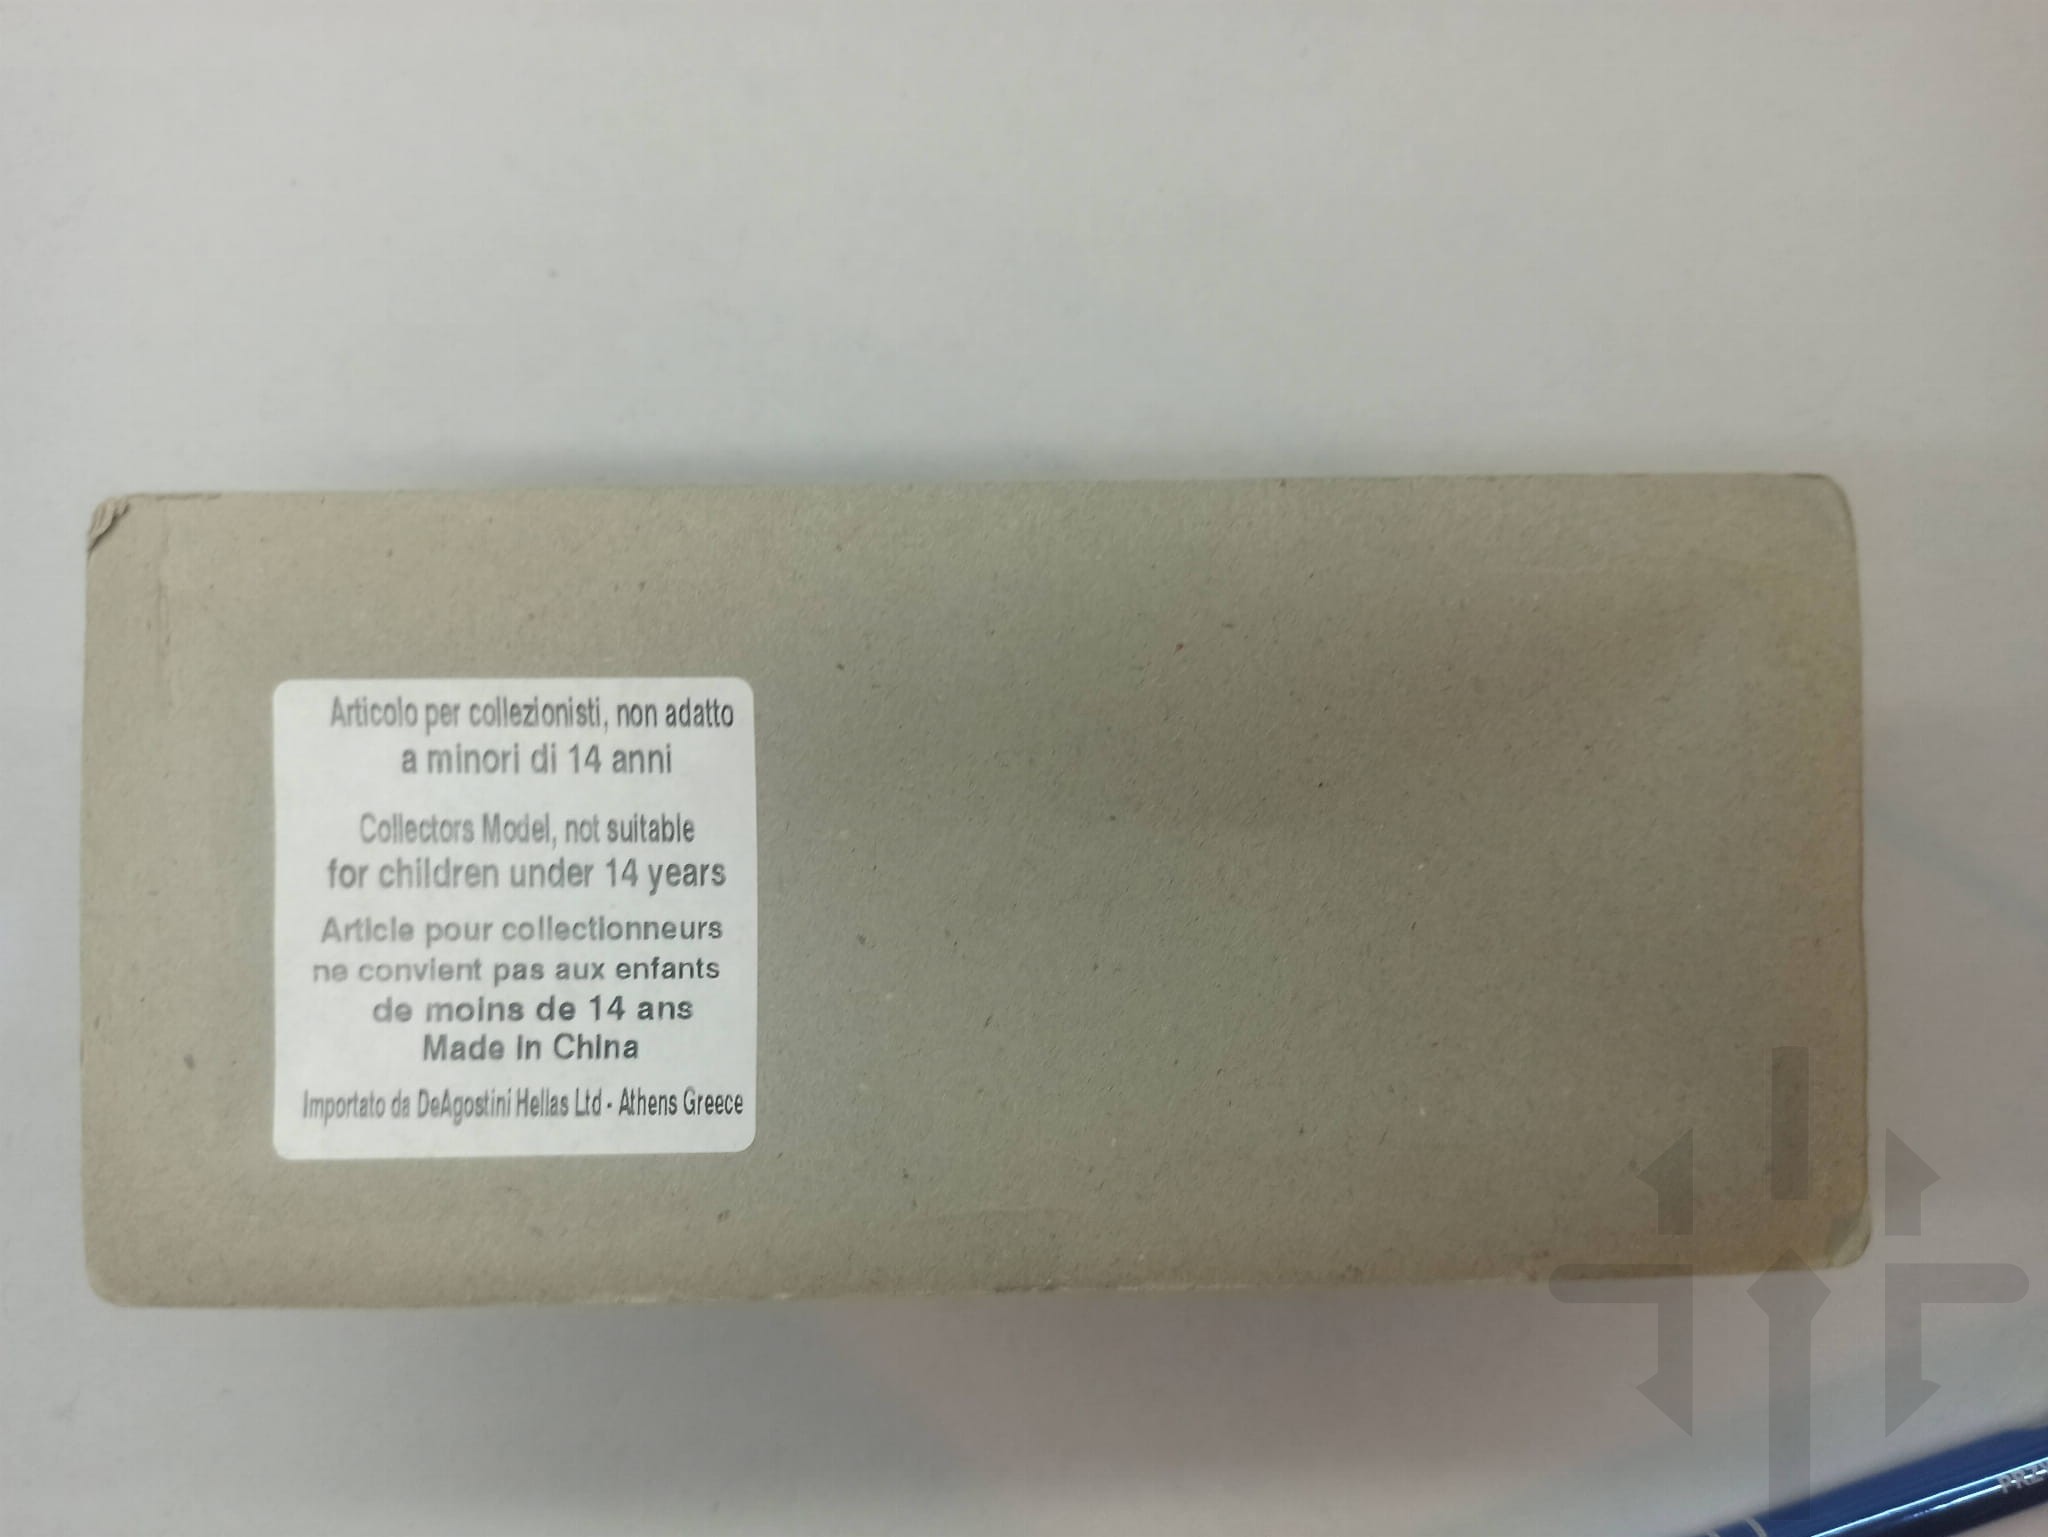 Articolo per collezionisti, non adatto
a minori di 14 anni
Collectors Model, not suitable
for children under 14 years
Article pour collectionneurs
ne convient pas aux enfants
de moins de 14 ans
Made in China
Importato da DeAgostini Hellas Ltd - Athens Greece